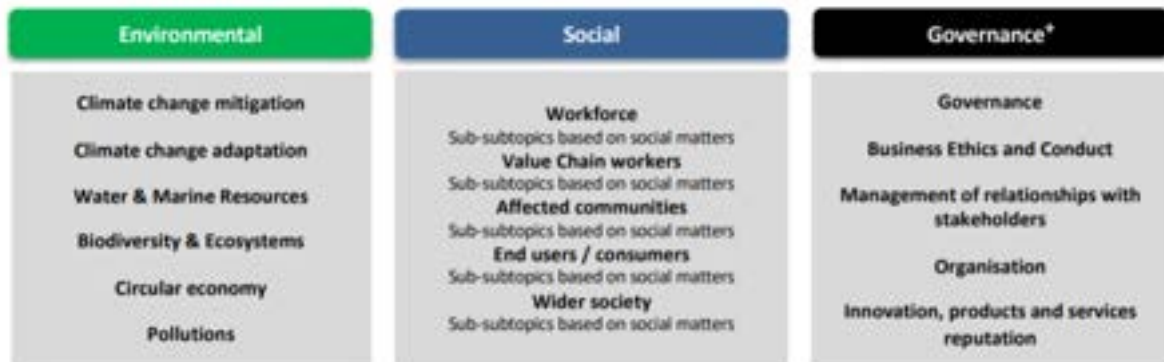 Environmental
Climate change mitigation
Climate change adaptation
Water & Marine Resources
Biodiversity & Ecosystems
Circular economy
Pollutions
Social
Workforce
Sub-subtopics based on social matters
Value Chain workers
Sub-subtopics based on social matters
Affected communities
Sub-subtopics based on social matters
End users / consumers
Sub-subtopics based on social matters
Wider society
Sub-subtopics based on social matters
Governance*
Governance
Business Ethics and Conduct
Management of relationships with
stakeholders
Organisation
Innovation, products and services
reputation